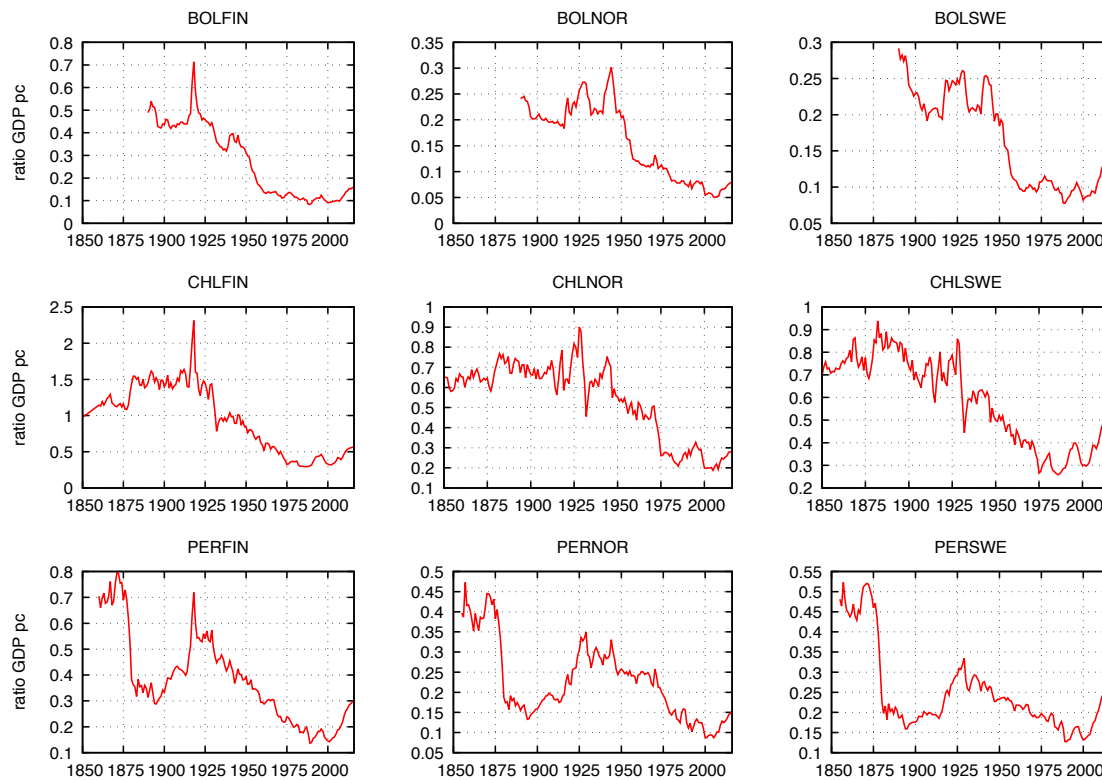 BOLFIN BOLNOR BOLSWE
0.8 0.35 0.3
0.7 0.3
0.6 0.25 0.25
0.5 0.2 0.2
0.4 0.15
0.3 0.15
0.2 0.1 0.1
0.1 0.05
0 0 0.05
ratio GDP pc
1850 1875 1900 1925 1950 1975 2000 1850 1875 1900 1925 1950 1975 2000 1850 1875 1900 1925 1950 1975 2000
CHLFIN CHLNOR CHLSWE
2.5 1 1
0.9 0.9
2 0.8 0.8
0.7 0.7
1.5 0.6 0.6
1 0.5 0.5
0.4 0.4
0.5 0.3 0.3
0.2
0 0.1 0.2
ratio GDP pc
1850 1875 1900 1925 1950 1975 2000 1850 1875 1900 1925 1950 1975 2000 1850 1875 1900 1925 1950 1975 2000
PERFIN PERNOR PERSWE
0.8 0.5 0.55
0.7 0.45 0.5
0.6 0.4 0.45
0.5 0.35 0.4
0.4 0.3 0.35
0.3 0.25 0.3
0.2 0.2 0.25
0.1 0.15 0.2
0.1 0.15
0.05 0.1
ratio GDP pc
1850 1875 1900 1925 1950 1975 2000 1850 1875 1900 1925 1950 1975 2000 1850 1875 1900 1925 1950 1975 2000